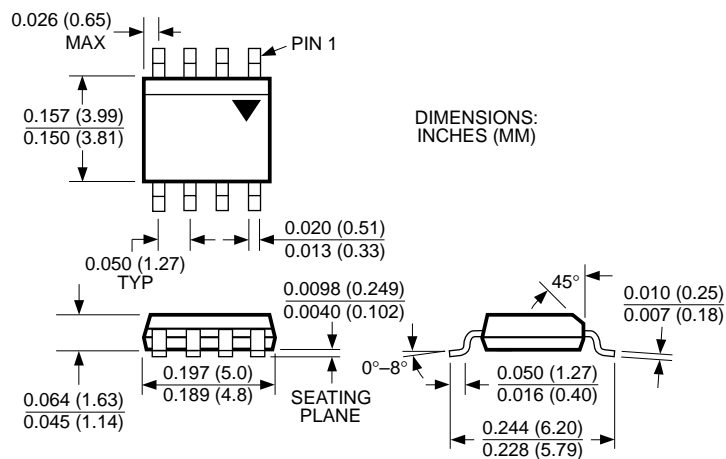 0.026 (0.65)
MAX
PIN 1
0.157 (3.99)
0.150 (3.81)
DIMENSIONS:
INCHES (MM)
0.020 (0.51)
0.013 (0.33)
0.050 (1.27)
TYP
0.0098 (0.249)
0.0040 (0.102)
45°
0.010 (0.25)
0.007 (0.18)
0°–8°
0.064 (1.63)
0.045 (1.14)
0.197 (5.0)
0.189 (4.8)
SEATING
PLANE
0.050 (1.27)
0.016 (0.40)
0.244 (6.20)
0.228 (5.79)